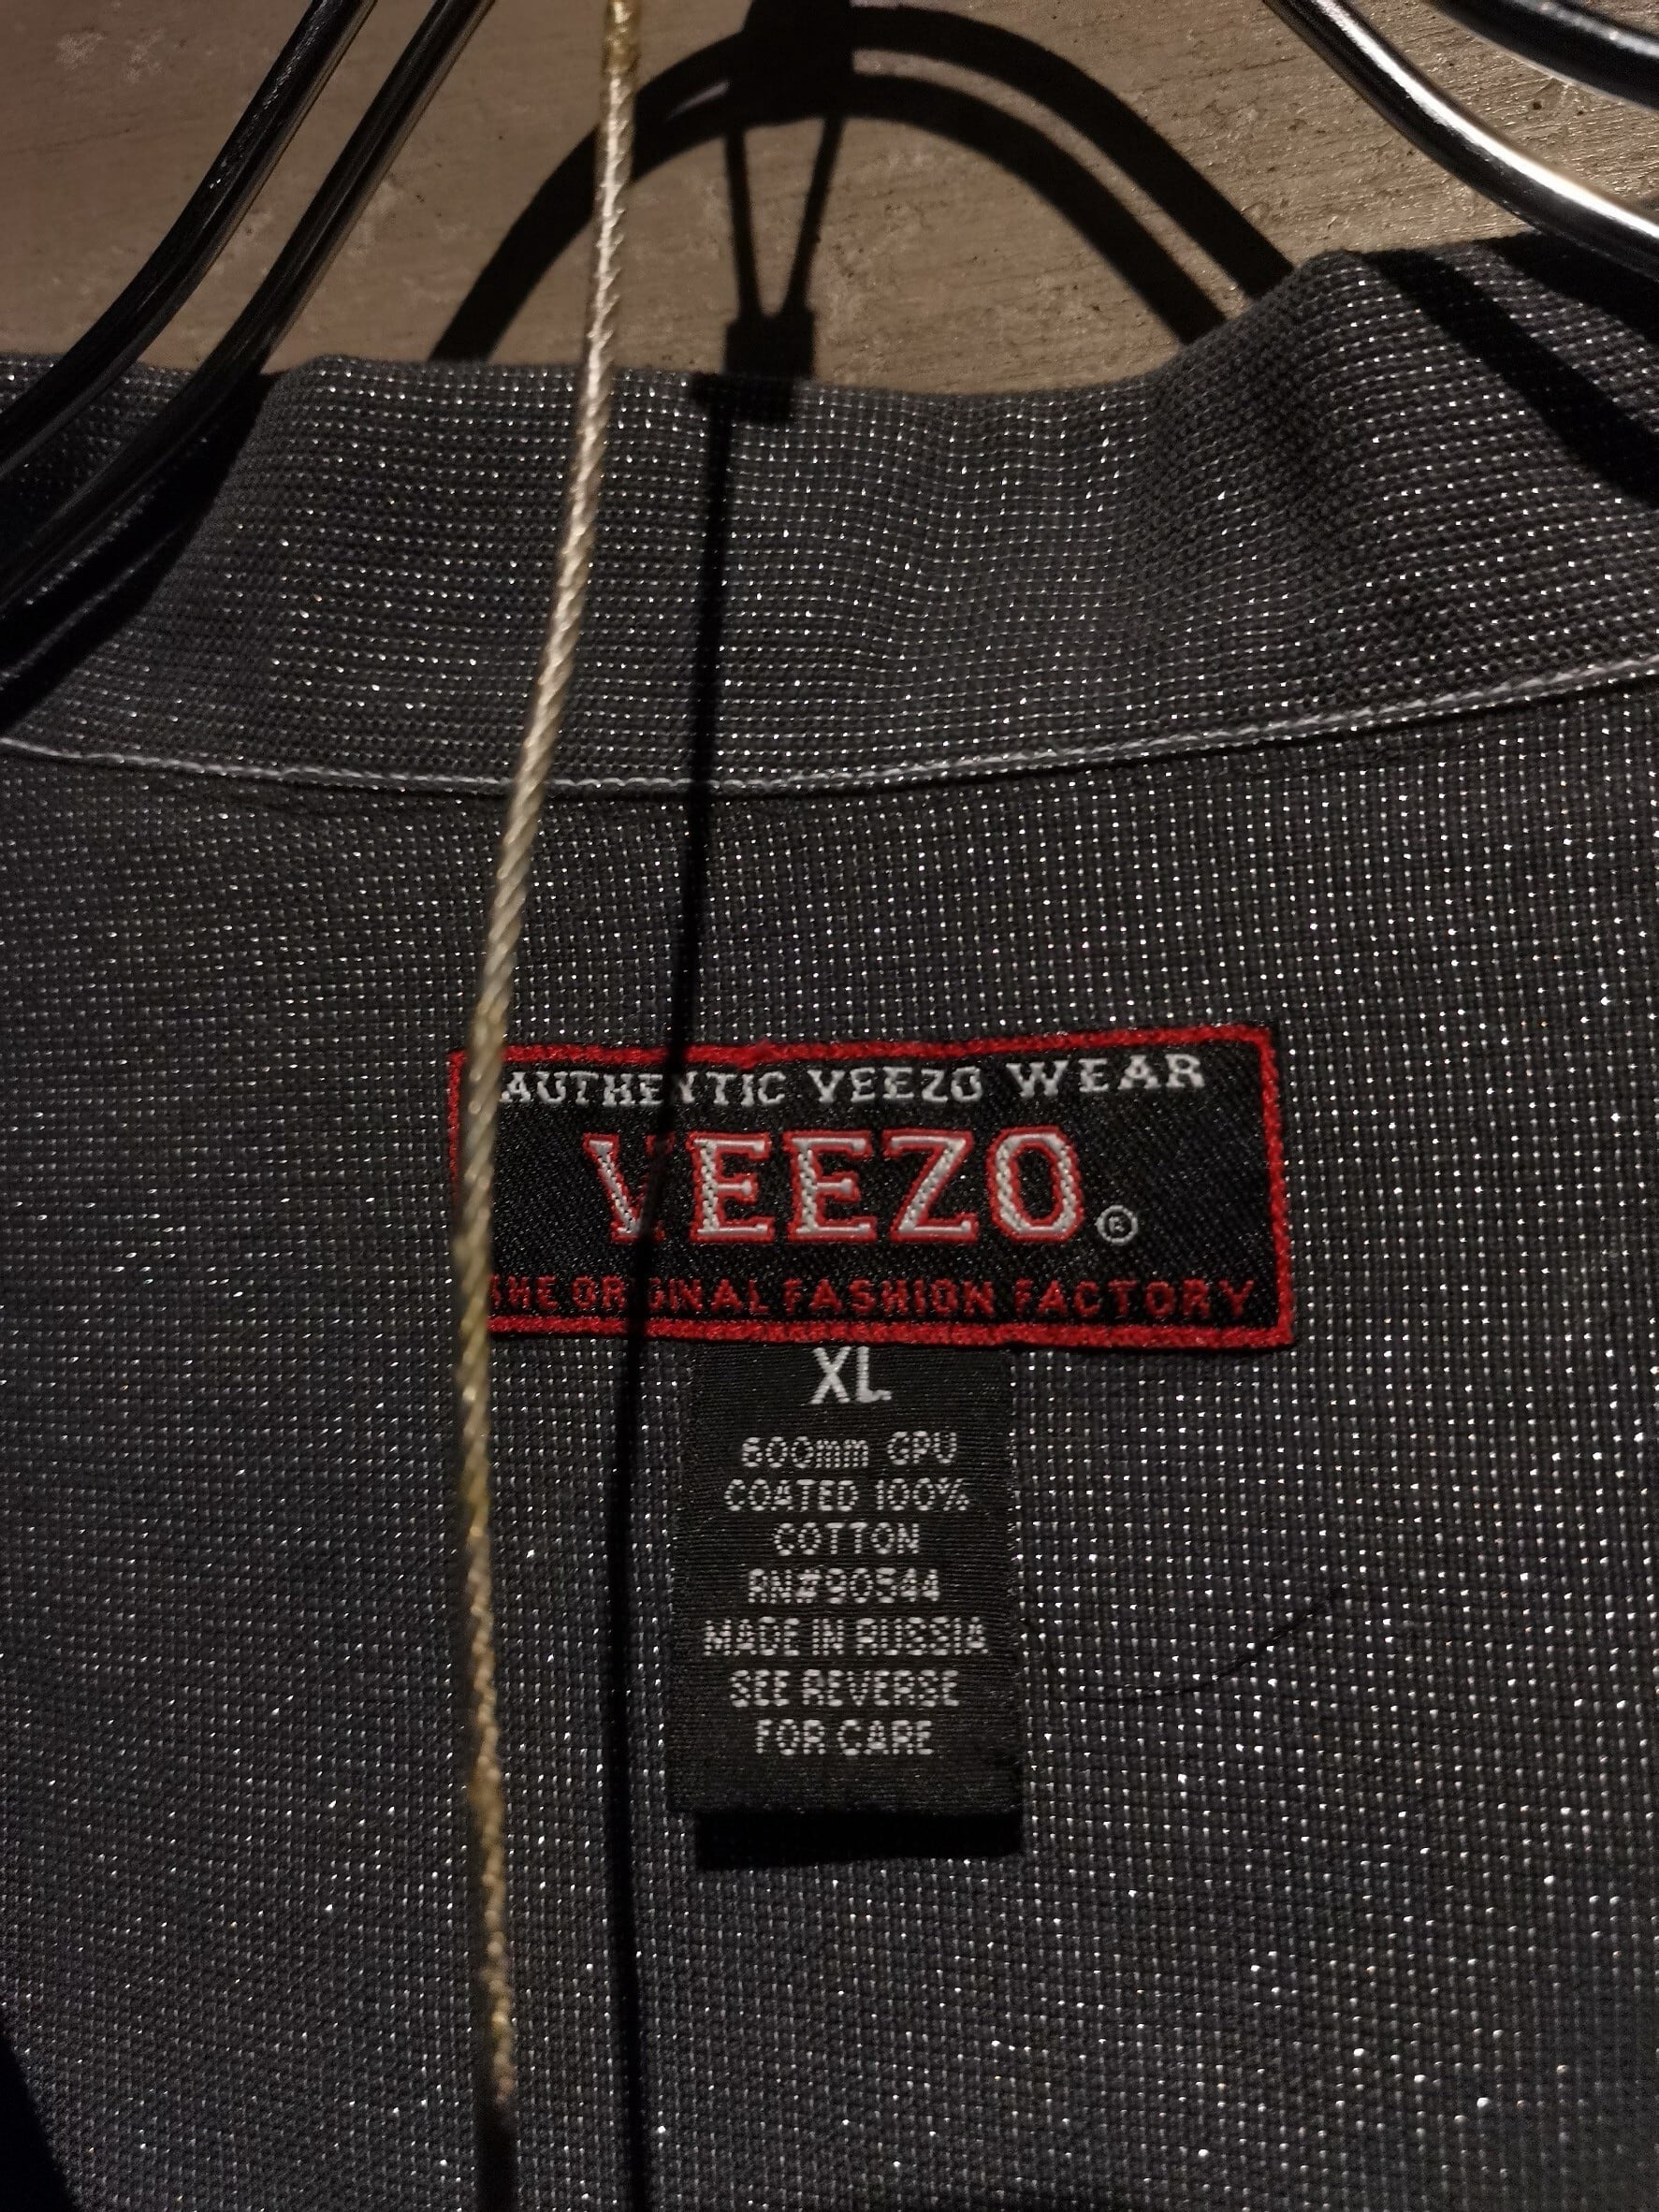 AUTHENTIC VEEZO WEAR
VEEZO ®
THE ORIGINAL FASHION FACTORY
XL
600mm GPU
COATED 100%
COTTON
RN#90544
MADE IN RUSSIA
SEE REVERSE
FOR CARE